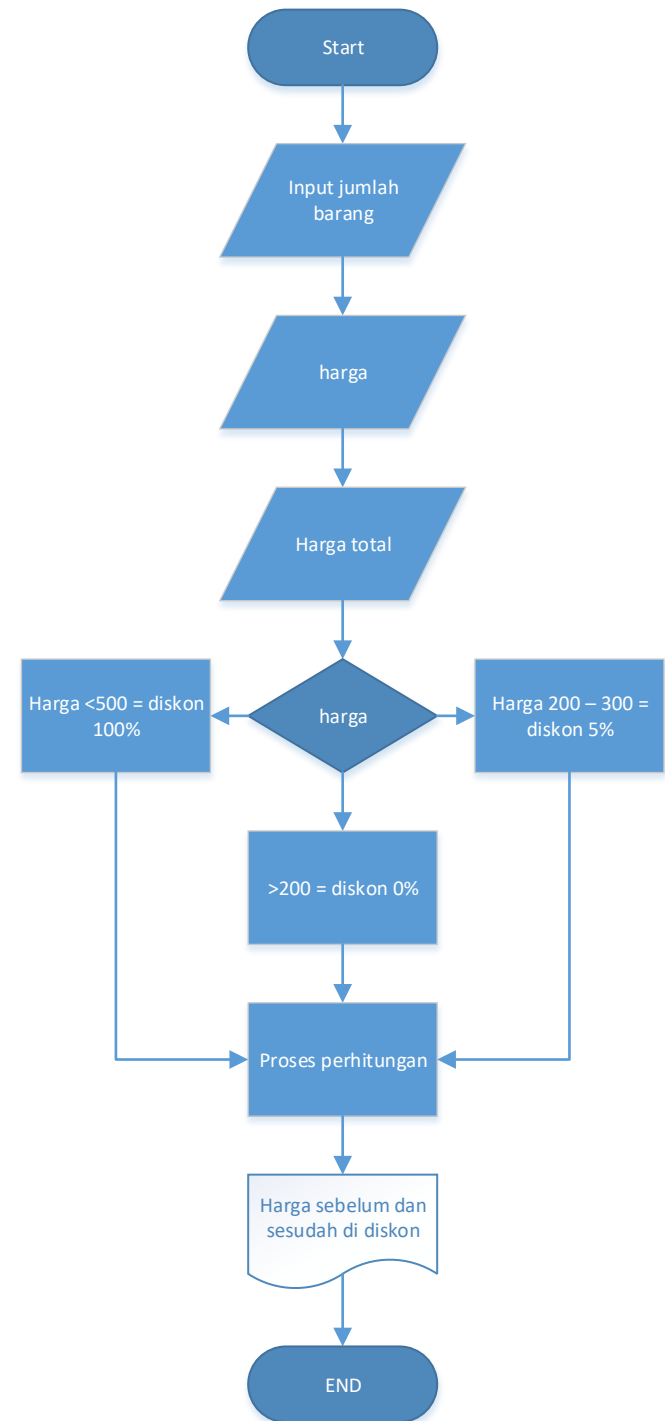 Start
Input jumlah
barang
harga
Harga total
Harga <500 = diskon
100%
harga
Harga 200 – 300 =
diskon 5%
>200 = diskon 0%
Proses perhitungan
Harga sebelum dan
sesudah di diskon
END